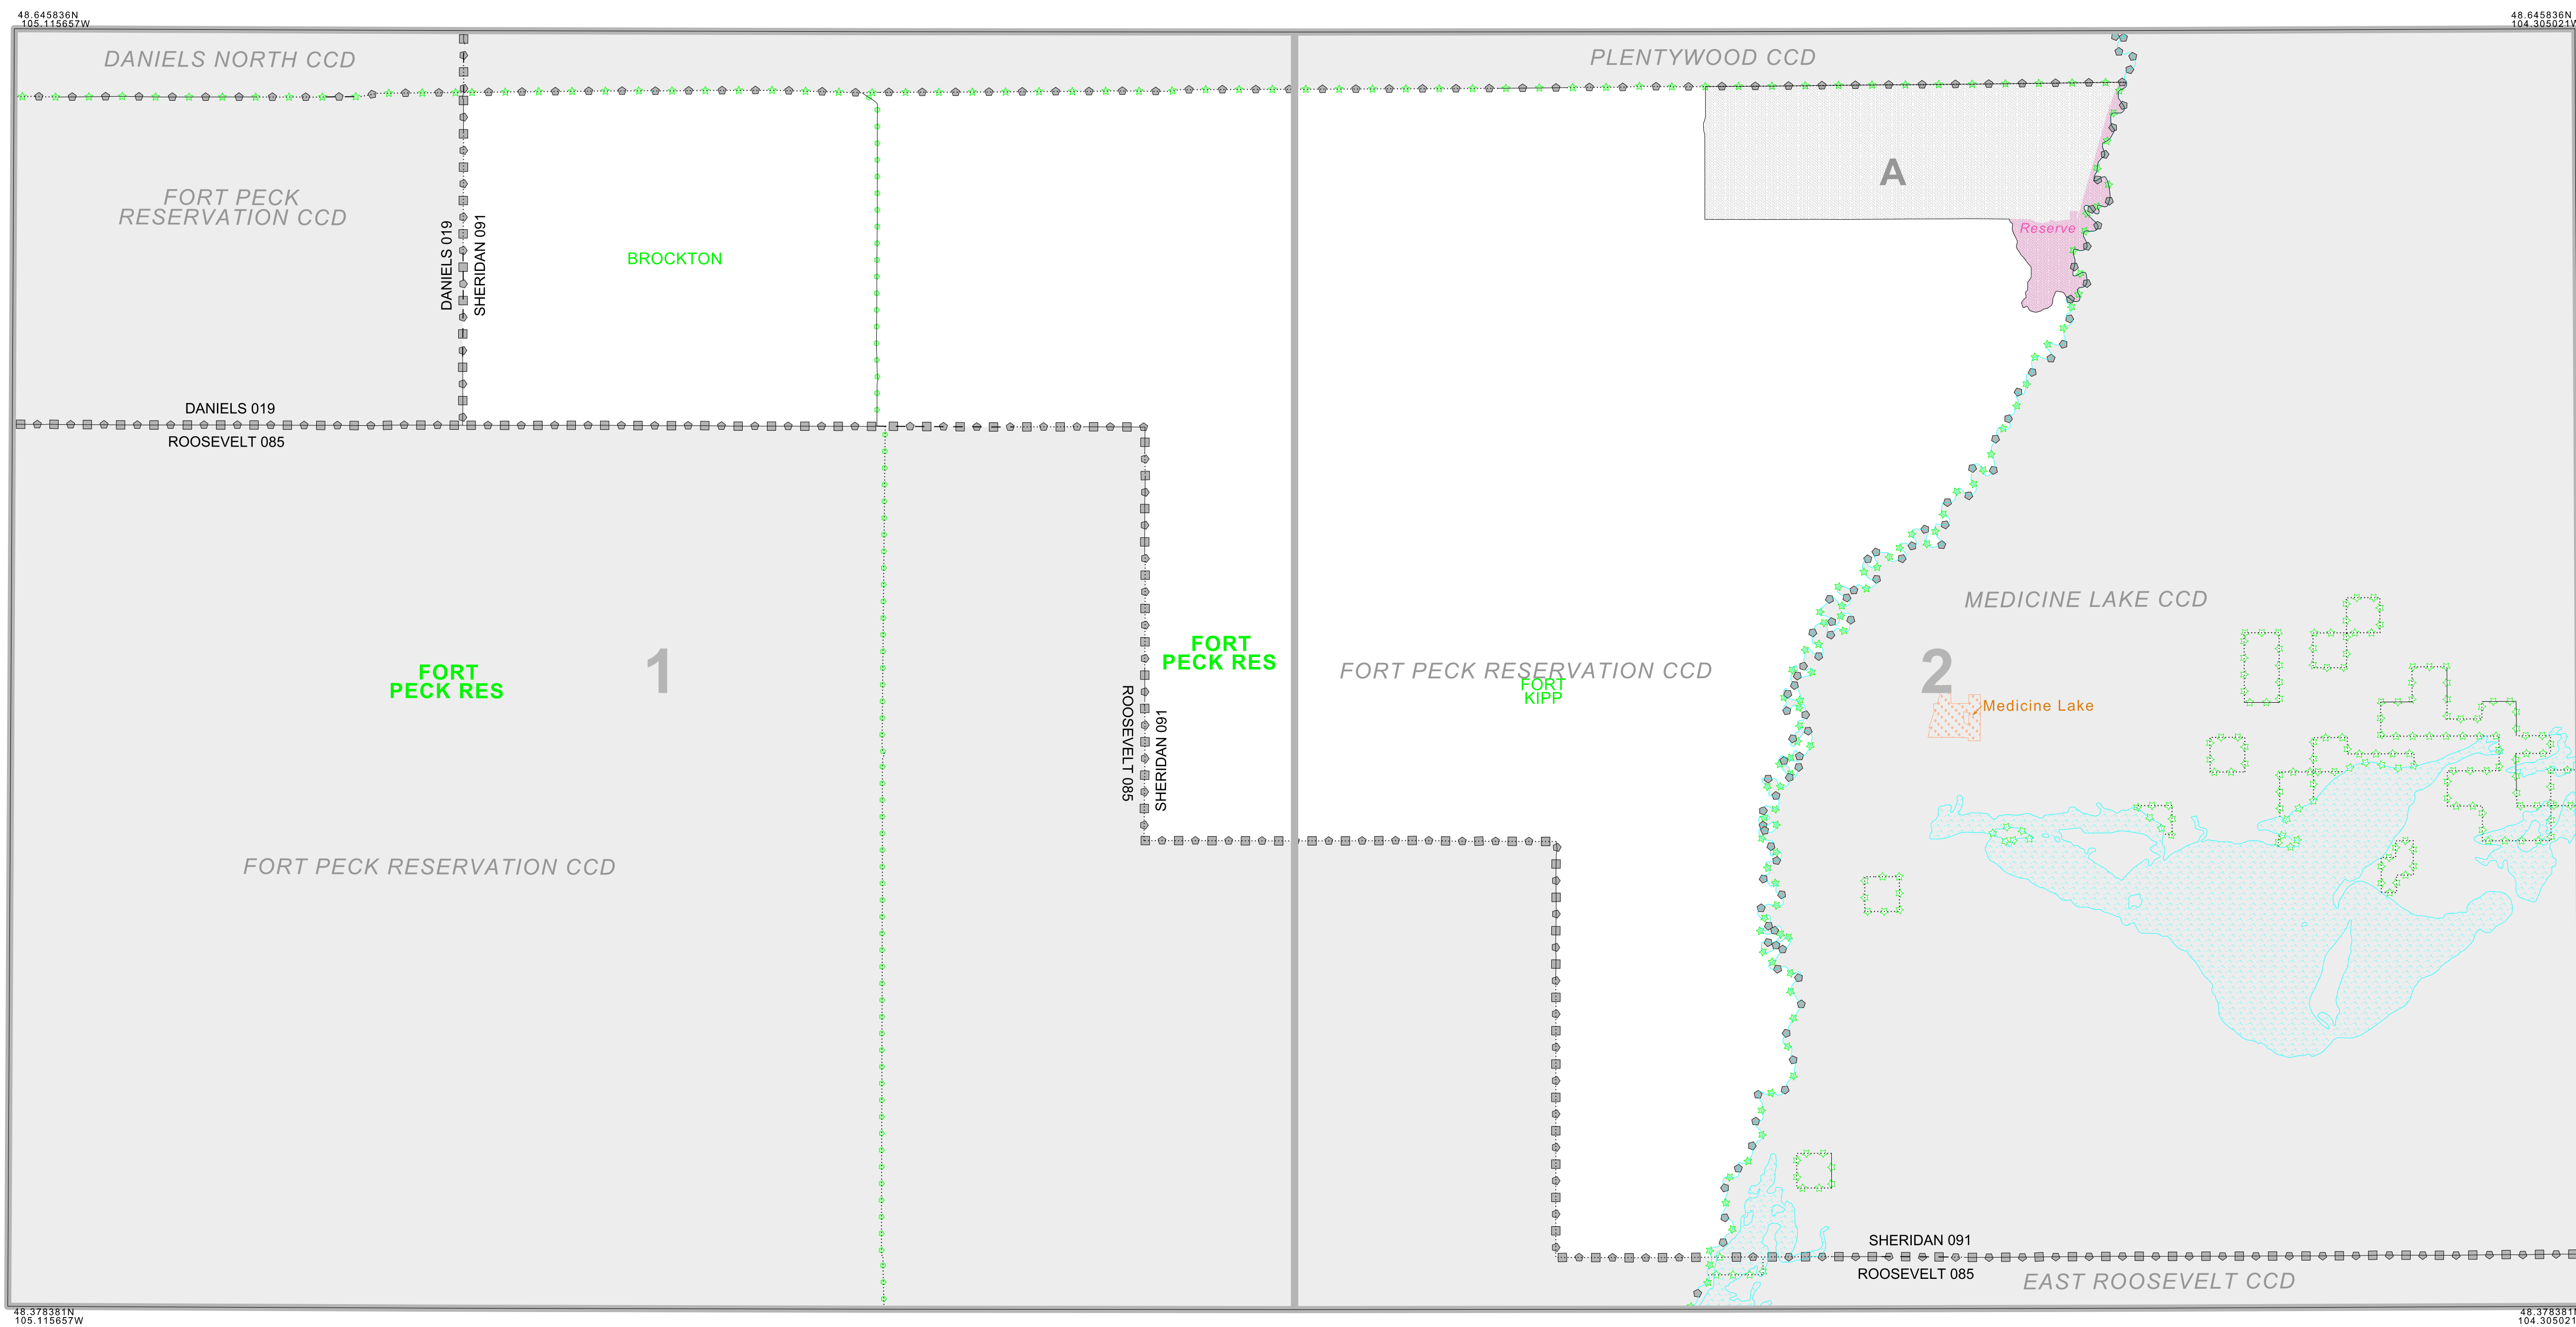 48.645836N
105.115657W
48.645836N
104.305021W
DANIELS NORTH CCD
PLENTYWOOD CCD
FORT PECK
RESERVATION CCD
DANIELS 019
SHERIDAN 091
BROCKTON
A
Reserve
DANIELS 019
ROOSEVELT 085
MEDICINE LAKE CCD
FORT
PECK RES
1
FORT
PECK RES
FORT PECK RESERVATION CCD
FORT
KIPP
2
Medicine Lake
ROOSEVELT 085
SHERIDAN 091
FORT PECK RESERVATION CCD
SHERIDAN 091
ROOSEVELT 085
EAST ROOSEVELT CCD
48.378381N
105.115657W
48.378381N
104.305021